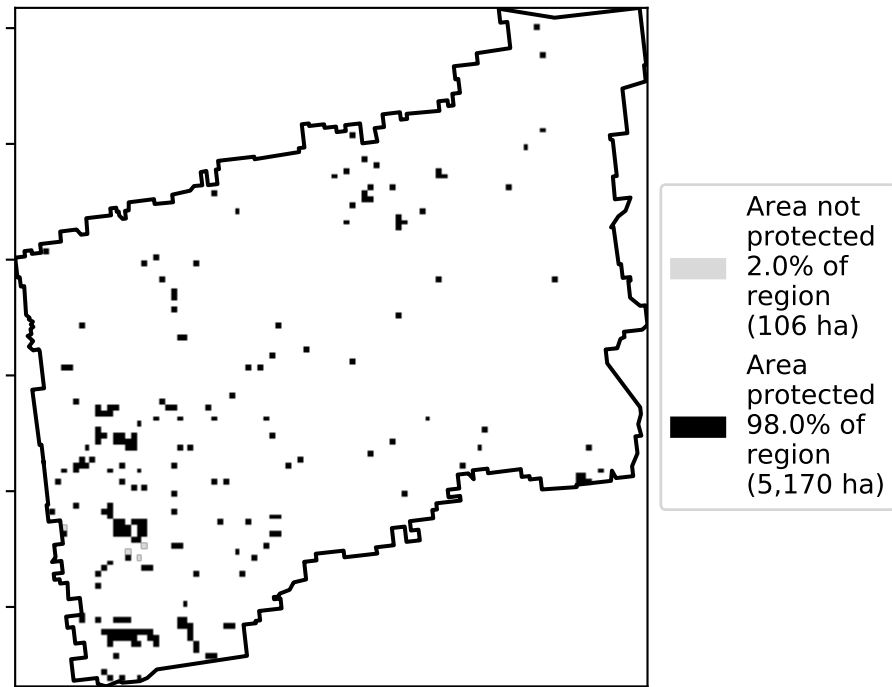 Area not
protected
2.0% of
region
(106 ha)
Area
protected
98.0% of
region
(5,170 ha)